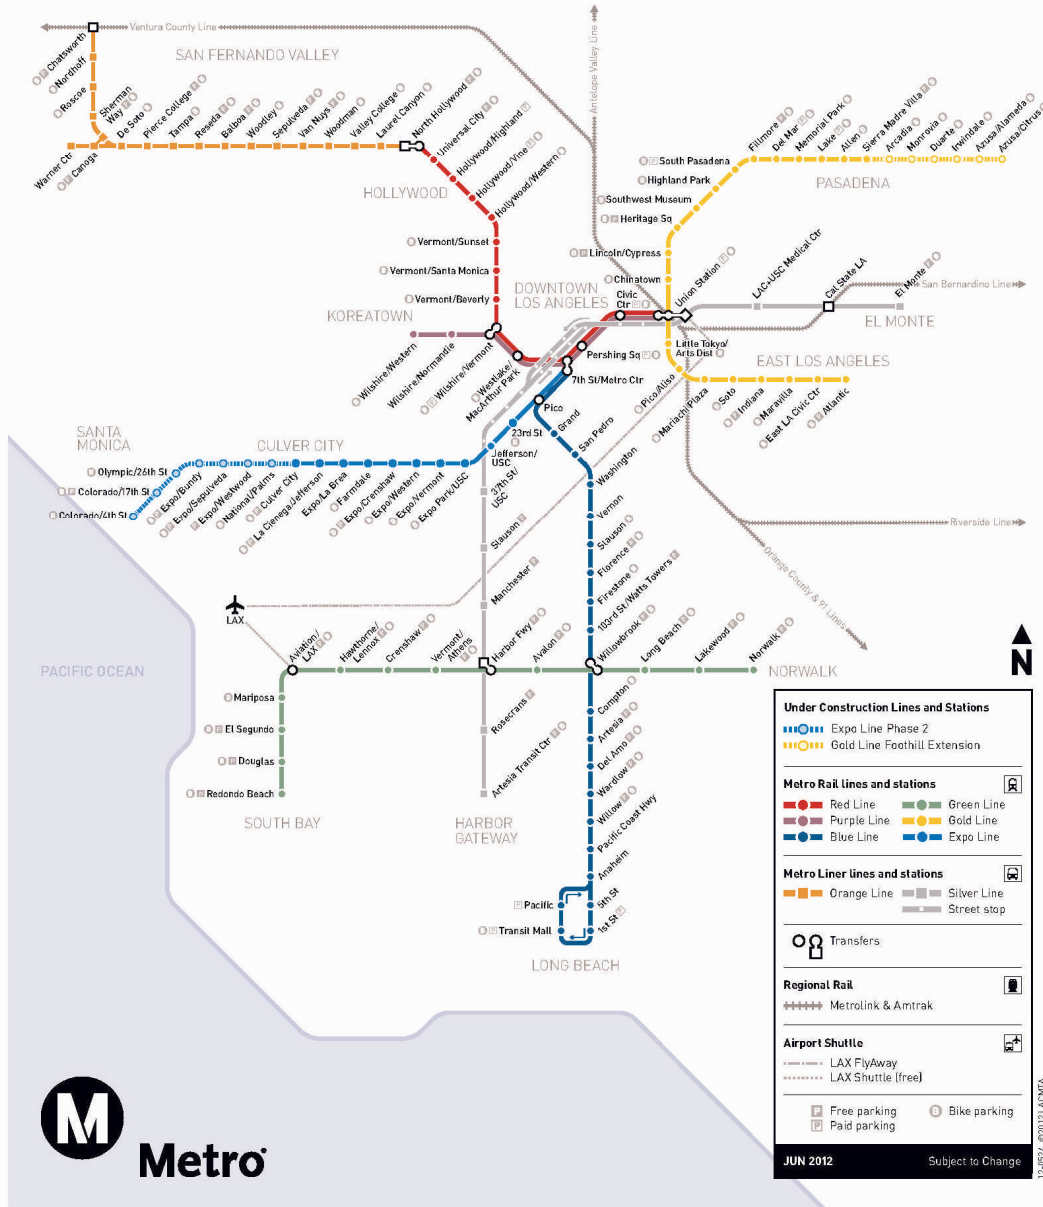 Ventura County Line
Antelope Valley Line
SAN FERNANDO VALLEY
Chatsworth
Nordhoff
Roscoe
Sherman
Way
Warner Ctr
Canoga
De Soto
Pierce College
Tampa
Reseda
Balboa
Woodley
Sepulveda
Van Nuys
Woodman
Valley College
Laurel Canyon
North Hollywood
Universal City
Hollywood/Highland
Hollywood/Vine
Hollywood/Western
HOLLYWOOD
Vermont/Sunset
Vermont/Santa Monica
Vermont/Beverly
KOREATOWN
Wilshire/Western
Wilshire/Normandie
Wilshire/Vermont
Westlake/
MacArthur Park
DOWNTOWN
LOS ANGELES
Civic
Ctr
Pershing Sq
7th St/Metro Ctr
Union Station
Fillmore
Del Mar
Memorial Park
Lake
Allen
Sierra Madre Villa
Arcadia
Monrovia
Duarte
Irwindale
Azusa/Alameda
Azusa/Citrus
PASADENA
South Pasadena
Highland Park
Southwest Museum
Heritage Sq
Lincoln/Cypress
Chinatown
LAC+USC Medical Ctr
Cal State LA
El Monte
San Bernardino Line
EL MONTE
Little Tokyo/
Arts Dist
EAST LOS ANGELES
Pico/Aliso
Mariachi Plaza
Soto
Indiana
Maravilla
East LA Civic Ctr
Atlantic
Pico
Grand
San Pedro
Washington
Vernon
Slauson
Florence
Firestone
103rd St/Watts Towers
Willowbrook
23rd St
Jefferson/
USC
37th St/
USC
Slauson
Manchester
Harbor Fwy
SANTA
MONICA
CULVER CITY
Olympic/26th St
Colorado/17th St
Colorado/4th St
Expo/Bundy
Expo/Sepulveda
Expo/Westwood
National/Palms
Culver City
La Cienega/Jefferson
Expo/La Brea
Farmdale
Expo/Crenshaw
Expo/Western
Expo/Vermont
Expo Park/USC
Riverside Line
Orange County & 91 Lines
LAX
Aviation/
LAX
Hawthorne/
Lennox
Crenshaw
Vermont/
Athens
Avalon
Long Beach
Lakewood
Norwalk
NORWALK
PACIFIC OCEAN
Mariposa
El Segundo
Douglas
Redondo Beach
SOUTH BAY
Rosecrans
Artesia Transit Ctr
HARBOR
GATEWAY
Compton
Artesia
Del Amo
Wardlow
Willow
Pacific Coast Hwy
Anaheim
5th St
1st St
Pacific
Transit Mall
LONG BEACH
N
Under Construction Lines and Stations
Expo Line Phase 2
Gold Line Foothill Extension
Metro Rail lines and stations
Red Line
Green Line
Purple Line
Gold Line
Blue Line
Expo Line
Metro Liner lines and stations
Orange Line
Silver Line
Street stop
Transfers
Regional Rail
Metrolink & Amtrak
Airport Shuttle
LAX FlyAway
LAX Shuttle (free)
P Free parking
B Bike parking
P Paid parking
JUN 2012
Subject to Change
12-0524 ©2012 LACMTA
M
Metro